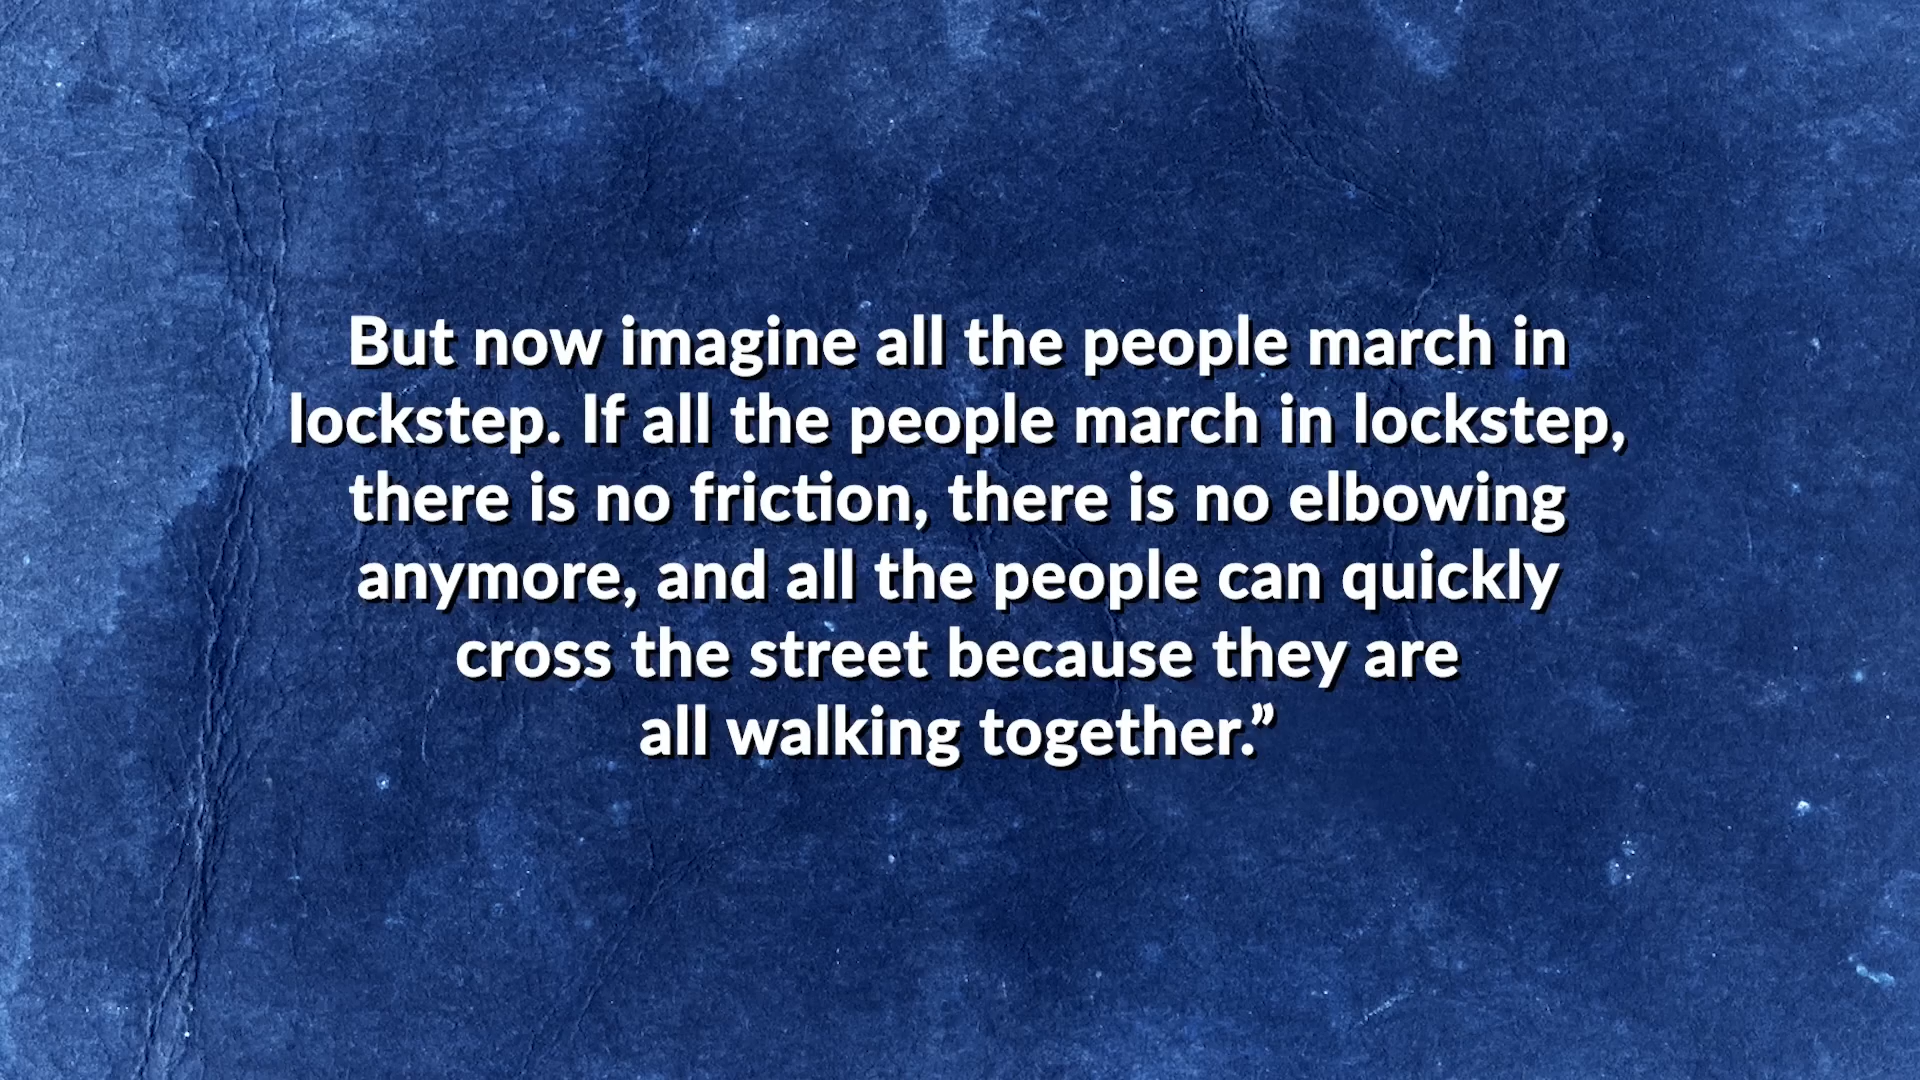 But now imagine all the people march in
lockstep. If all the people march in lockstep,
there is no friction, there is no elbowing
anymore, and all the people can quickly
cross the street because they are
all walking together.”